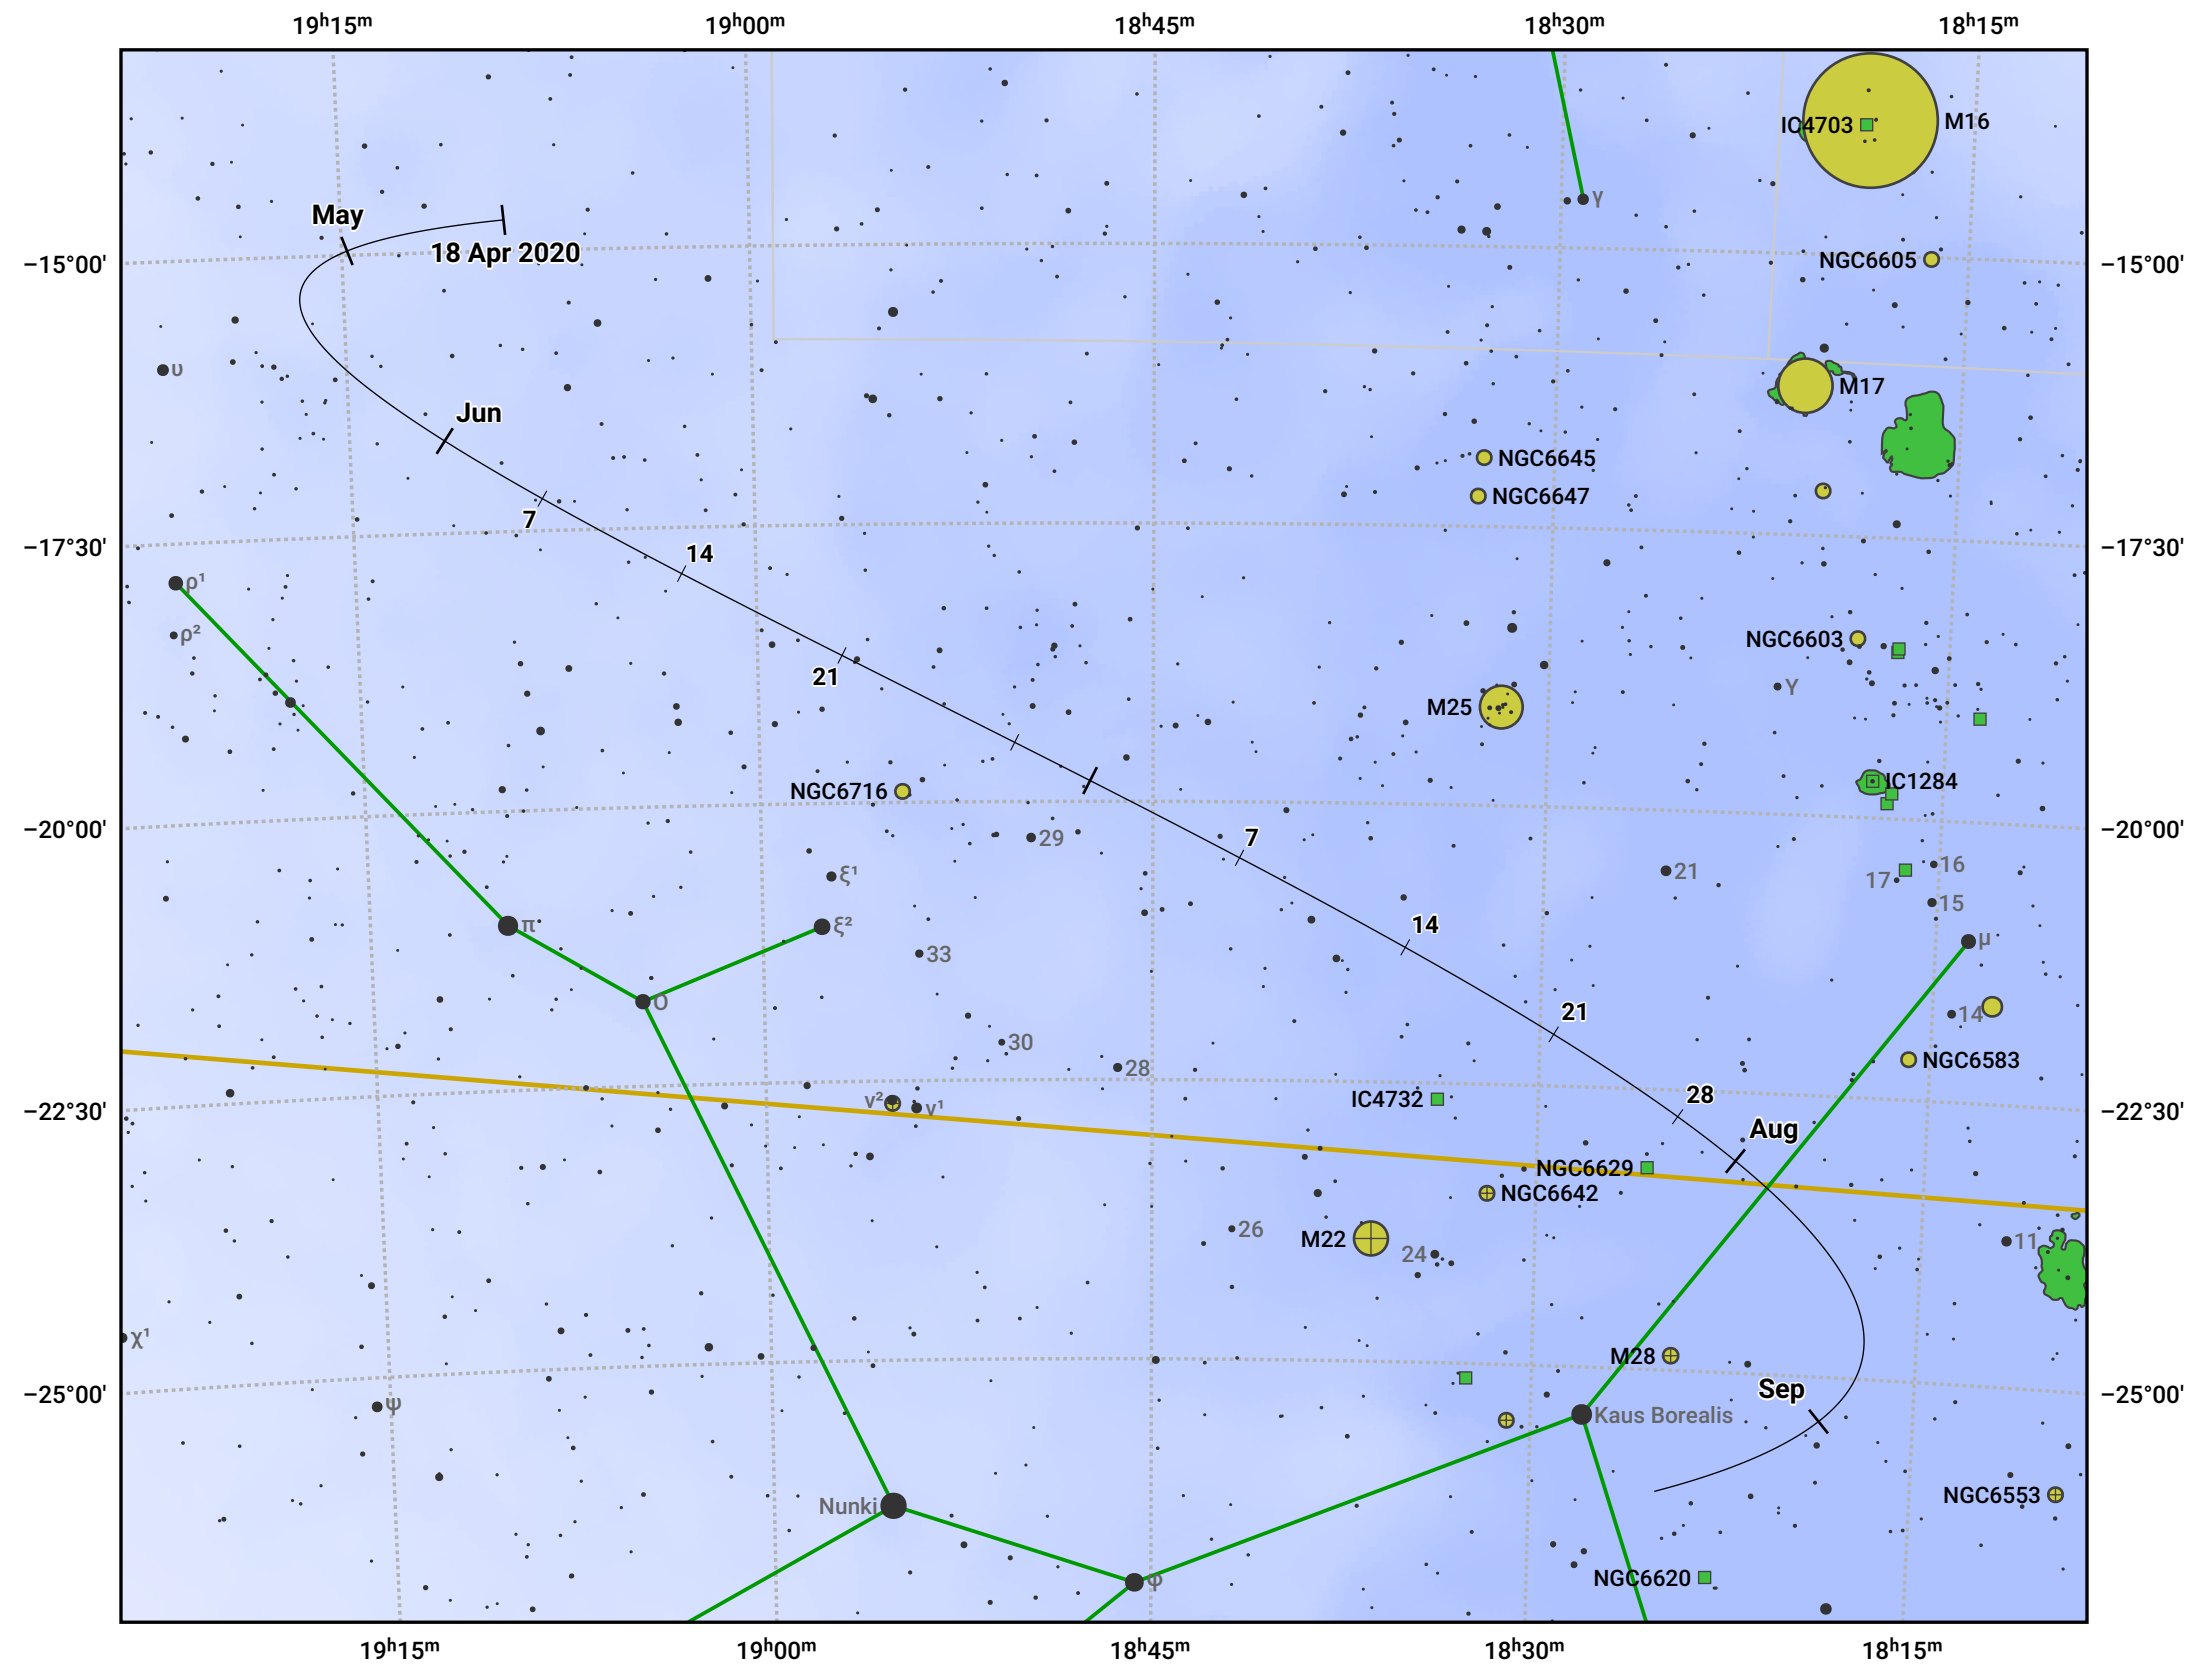 19ʰ15ᵐ 19ʰ00ᵐ 18ʰ45ᵐ 18ʰ30ᵐ 18ʰ15ᵐ
IC4703 M16
γ
May
18 Apr 2020
−15°00' NGC6605 −15°00'
υ
M17
Jun
NGC6645
NGC6647
7
−17°30' 14 −17°30'
ρ¹
ρ²
NGC6603
21
Y
M25
NGC6716 IC1284
−20°00' 29 7 −20°00'
ξ¹ 21 17 16
15
π ξ² 14 μ
33
ο
21 14
30
28 NGC6583
ν² ν¹ IC4732 28
−22°30' −22°30'
Aug
NGC6629
NGC6642
26 M22 24 11
χ¹ M28
−25°00' Sep −25°00'
ψ
Kaus Borealis
Nunki NGC6553
φ NGC6620
19ʰ15ᵐ 19ʰ00ᵐ 18ʰ45ᵐ 18ʰ30ᵐ 18ʰ15ᵐ